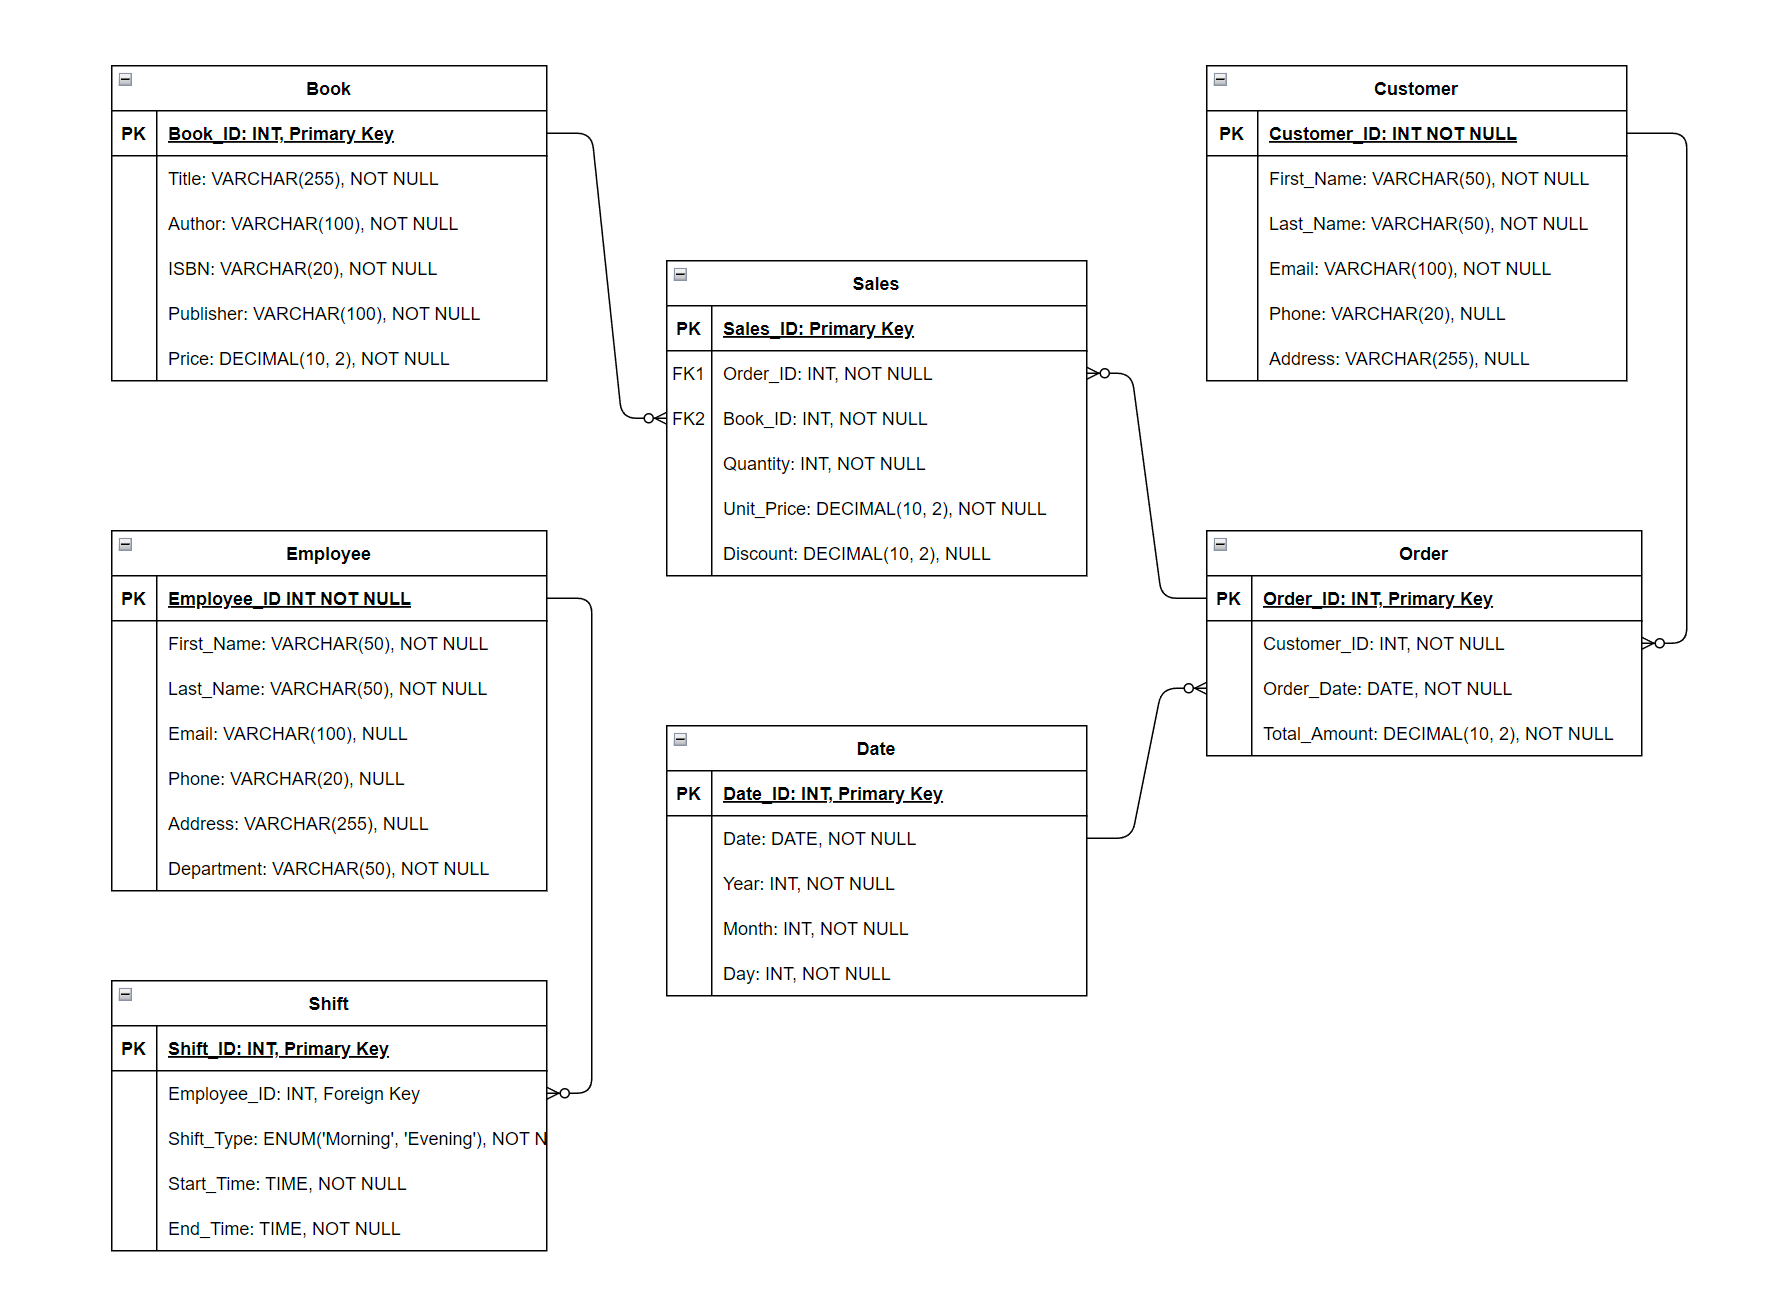 Book
PK Book_ID: INT, Primary Key
Title: VARCHAR(255), NOT NULL
Author: VARCHAR(100), NOT NULL
ISBN: VARCHAR(20), NOT NULL
Publisher: VARCHAR(100), NOT NULL
Price: DECIMAL(10, 2), NOT NULL
Customer
PK Customer_ID: INT NOT NULL
First_Name: VARCHAR(50), NOT NULL
Last_Name: VARCHAR(50), NOT NULL
Email: VARCHAR(100), NOT NULL
Phone: VARCHAR(20), NULL
Address: VARCHAR(255), NULL
Sales
PK Sales_ID: Primary Key
FK1 Order_ID: INT, NOT NULL
FK2 Book_ID: INT, NOT NULL
Quantity: INT, NOT NULL
Unit_Price: DECIMAL(10, 2), NOT NULL
Discount: DECIMAL(10, 2), NULL
Employee
PK Employee_ID INT NOT NULL
First_Name: VARCHAR(50), NOT NULL
Last_Name: VARCHAR(50), NOT NULL
Email: VARCHAR(100), NULL
Phone: VARCHAR(20), NULL
Address: VARCHAR(255), NULL
Department: VARCHAR(50), NOT NULL
Order
PK Order_ID: INT, Primary Key
Customer_ID: INT, NOT NULL
Order_Date: DATE, NOT NULL
Total_Amount: DECIMAL(10, 2), NOT NULL
Date
PK Date_ID: INT, Primary Key
Date: DATE, NOT NULL
Year: INT, NOT NULL
Month: INT, NOT NULL
Day: INT, NOT NULL
Shift
PK Shift_ID: INT, Primary Key
Employee_ID: INT, Foreign Key
Shift_Type: ENUM('Morning', 'Evening'), NOT N
Start_Time: TIME, NOT NULL
End_Time: TIME, NOT NULL